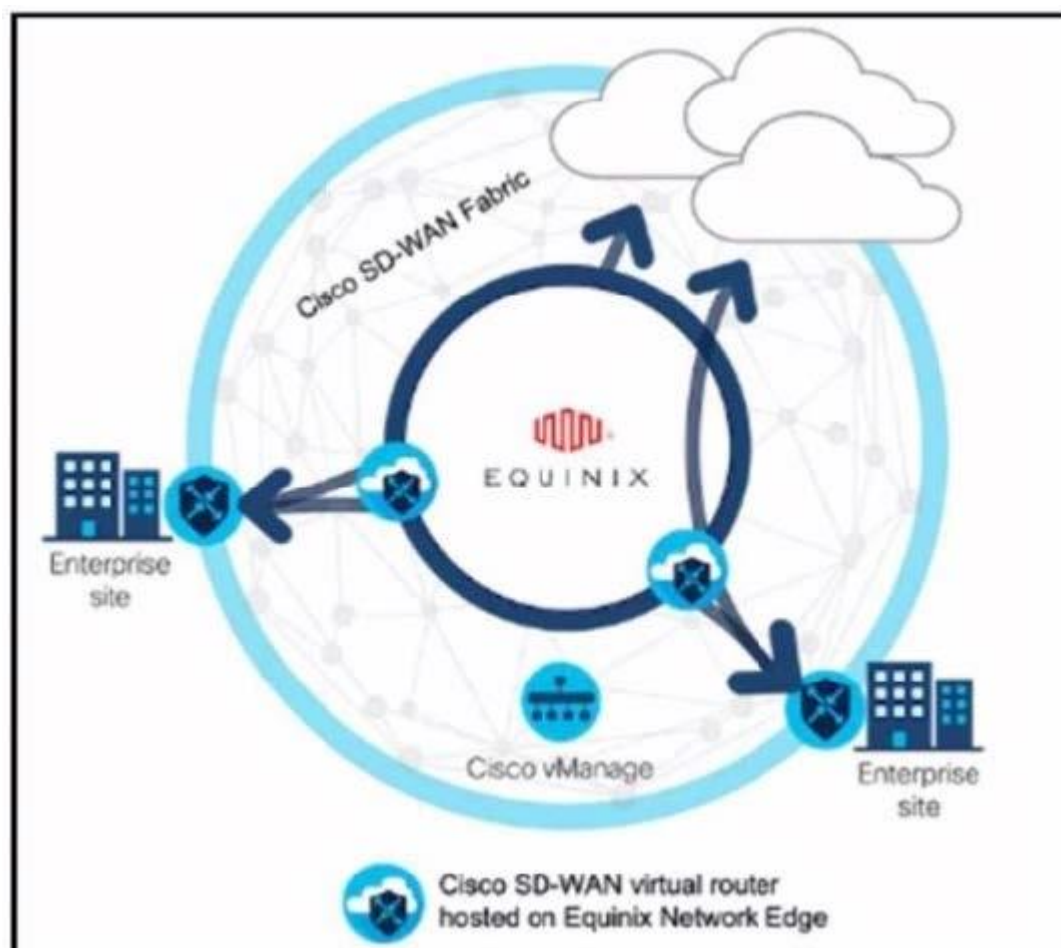 Cisco SD-WAN Fabric
EQUINIX
Enterprise
site
Cisco vManage
Enterprise
site
Cisco SD-WAN virtual router
hosted on Equinix Network Edge